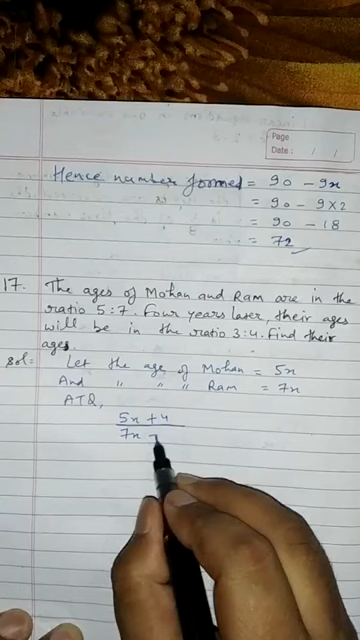 Page
Date : / /
Hence number formed = 90 - 9x
= 90 - 9×2
= 90 - 18
= 72
17. The ages of Mohan and Ram are in the
ratio 5:7. Four years later, their ages
will be in the ratio 3:4. Find their
ages.
Sol= Let the age of Mohan = 5x
And " " " Ram = 7x
ATQ,
5x + 4
7x